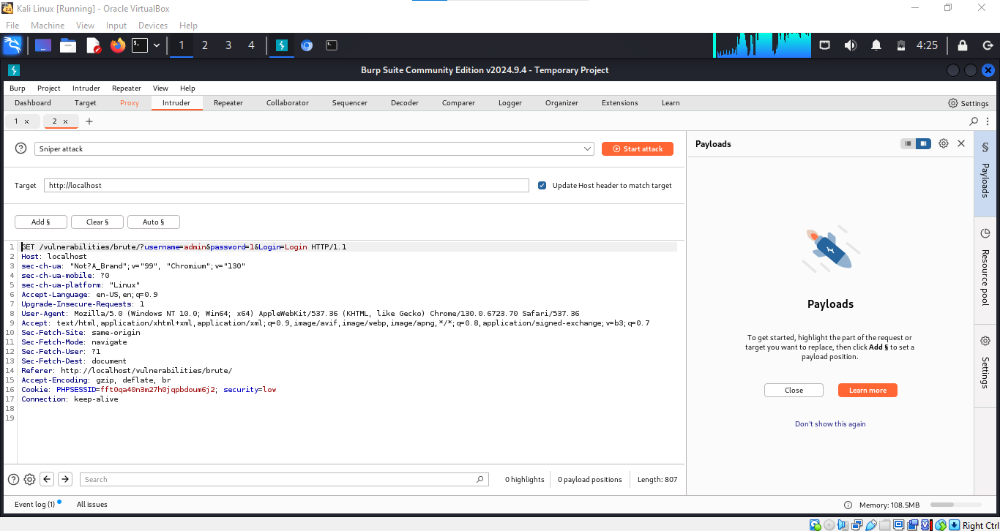 Kali Linux [Running] - Oracle VirtualBox
File Machine View Input Devices Help
1 2 3 4 4:25
Burp Suite Community Edition v2024.9.4 - Temporary Project
Burp Project Intruder Repeater View Help
Dashboard Target Proxy Intruder Repeater Collaborator Sequencer Decoder Comparer Logger Organizer Extensions Learn Settings
1 × 2 × +
Sniper attack Start attack
Target http://localhost Update Host header to match target
Add § Clear § Auto §
1 GET /vulnerabilities/brute/?username=admin&password=1&Login=Login HTTP/1.1
2 Host: localhost
3 sec-ch-ua: "Not?A_Brand";v="99", "Chromium";v="130"
4 sec-ch-ua-mobile: ?0
5 sec-ch-ua-platform: "Linux"
6 Accept-Language: en-US,en;q=0.9
7 Upgrade-Insecure-Requests: 1
8 User-Agent: Mozilla/5.0 (Windows NT 10.0; Win64; x64) AppleWebKit/537.36 (KHTML, like Gecko) Chrome/130.0.6723.70 Safari/537.36
9 Accept: text/html,application/xhtml+xml,application/xml;q=0.9,image/avif,image/webp,image/apng,*/*;q=0.8,application/signed-exchange;v=b3;q=0.7
10 Sec-Fetch-Site: same-origin
11 Sec-Fetch-Mode: navigate
12 Sec-Fetch-User: ?1
13 Sec-Fetch-Dest: document
14 Referer: http://localhost/vulnerabilities/brute/
15 Accept-Encoding: gzip, deflate, br
16 Cookie: PHPSESSID=fft0qa40n3m27h0jqpbdoum6j2; security=low
17 Connection: keep-alive
18
19
Search 0 highlights 0 payload positions Length: 807
Payloads
Payloads
To get started, highlight the part of the request or
target you want to replace, then click Add § to set a
payload position.
Close Learn more
Don't show this again
§ Payloads
Resource pool
Settings
Event log (1) All issues Memory: 108.5MB
Right Ctrl